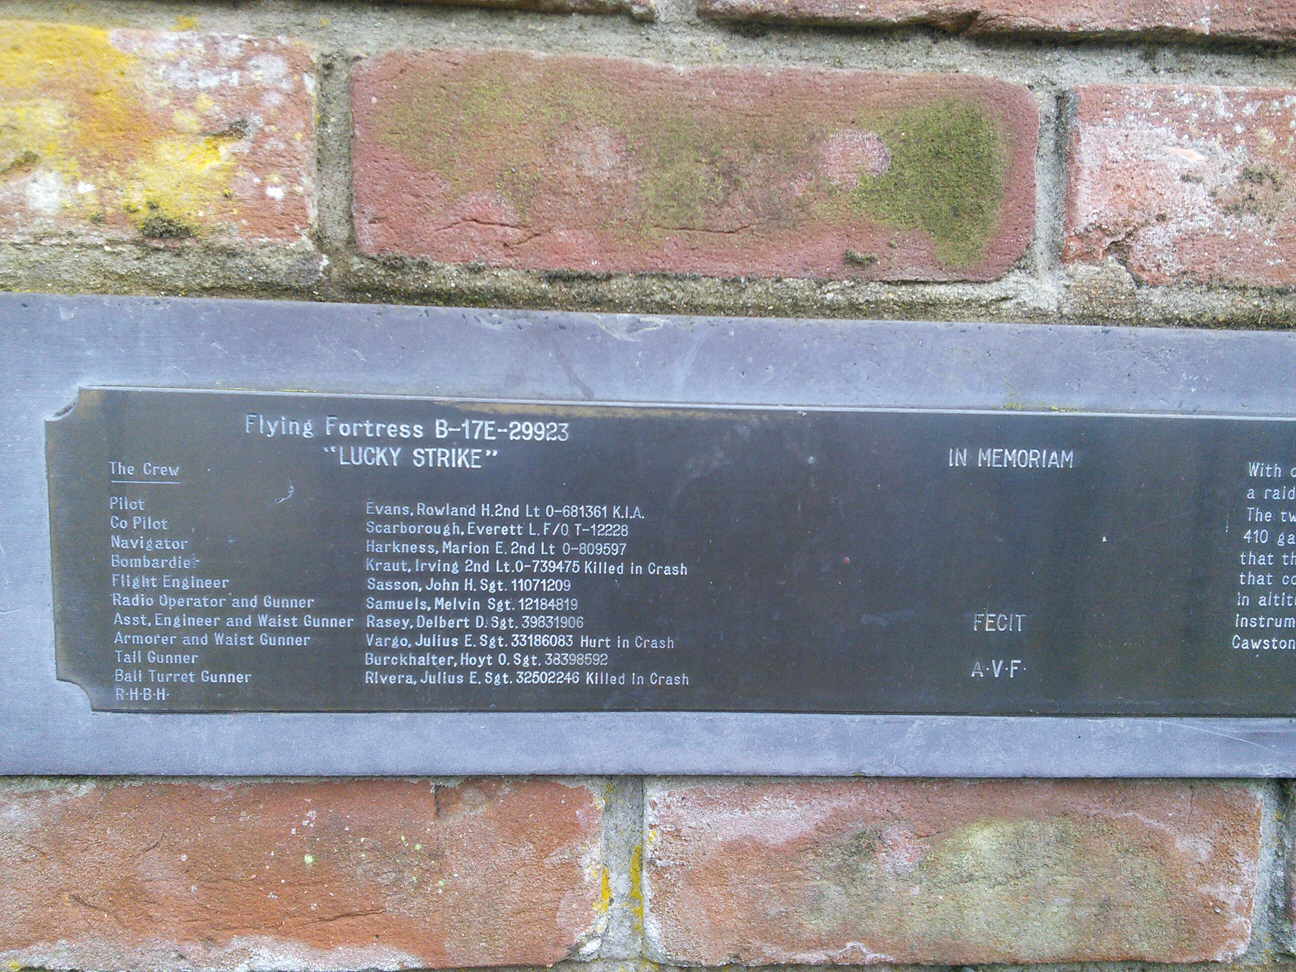 Flying Fortress B-17E-29923
"LUCKY STRIKE"
The Crew
Pilot Evans, Rowland H. 2nd Lt O-681361 K.I.A.
Co Pilot Scarborough, Everett L. F/O T-12228
Navigator Harkness, Marion E. 2nd Lt O-809597
Bombardier Kraut, Irving 2nd Lt. O-739475 Killed in Crash
Flight Engineer Sasson, John H. Sgt. 11071209
Radio Operator and Gunner Samuels, Melvin Sgt. 12184819
Asst, Engineer and Waist Gunner Rasey, Delbert D. Sgt. 39831906
Armorer and Waist Gunner Vargo, Julius E. Sgt. 33186083 Hurt in Crash
Tail Gunner Burckhalter, Hoyt O. Sgt. 38398592
Ball Turret Gunner Rivera, Julius E. Sgt. 32502246 Killed in Crash
R·H·B·H·
IN MEMORIAM
FECIT
A·V·F·
With
a raid
The tw
410 ga
that th
that co
in altit
Instrum
Cawston